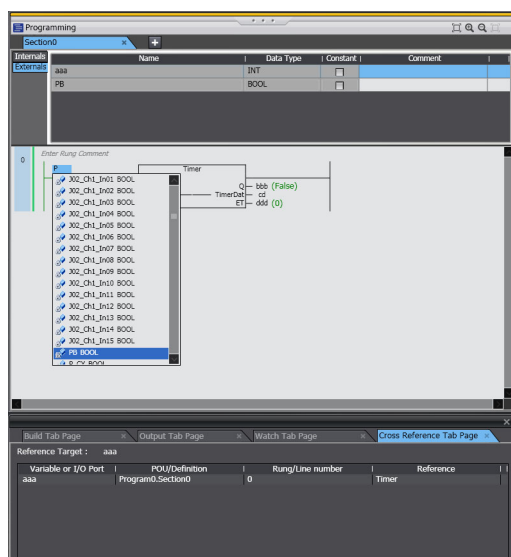 Programming
Section0 × +
Internals Name Data Type Constant Comment
Externals
aaa INT
PB BOOL
Enter Rung Comment
0
P Timer
J02_Ch1_In01 BOOL
J02_Ch1_In02 BOOL
Q bbb (False)
J02_Ch1_In03 BOOL
TimerDat cd
J02_Ch1_In04 BOOL
ET ddd (0)
J02_Ch1_In05 BOOL
J02_Ch1_In06 BOOL
J02_Ch1_In07 BOOL
J02_Ch1_In08 BOOL
J02_Ch1_In09 BOOL
J02_Ch1_In10 BOOL
J02_Ch1_In11 BOOL
J02_Ch1_In12 BOOL
J02_Ch1_In13 BOOL
J02_Ch1_In14 BOOL
J02_Ch1_In15 BOOL
PB BOOL
P_CY BOOL
Build Tab Page × Output Tab Page × Watch Tab Page × Cross Reference Tab Page ×
Reference Target : aaa
Variable or I/O Port POU/Definition Rung/Line number Reference
aaa Program0.Section0 0 Timer